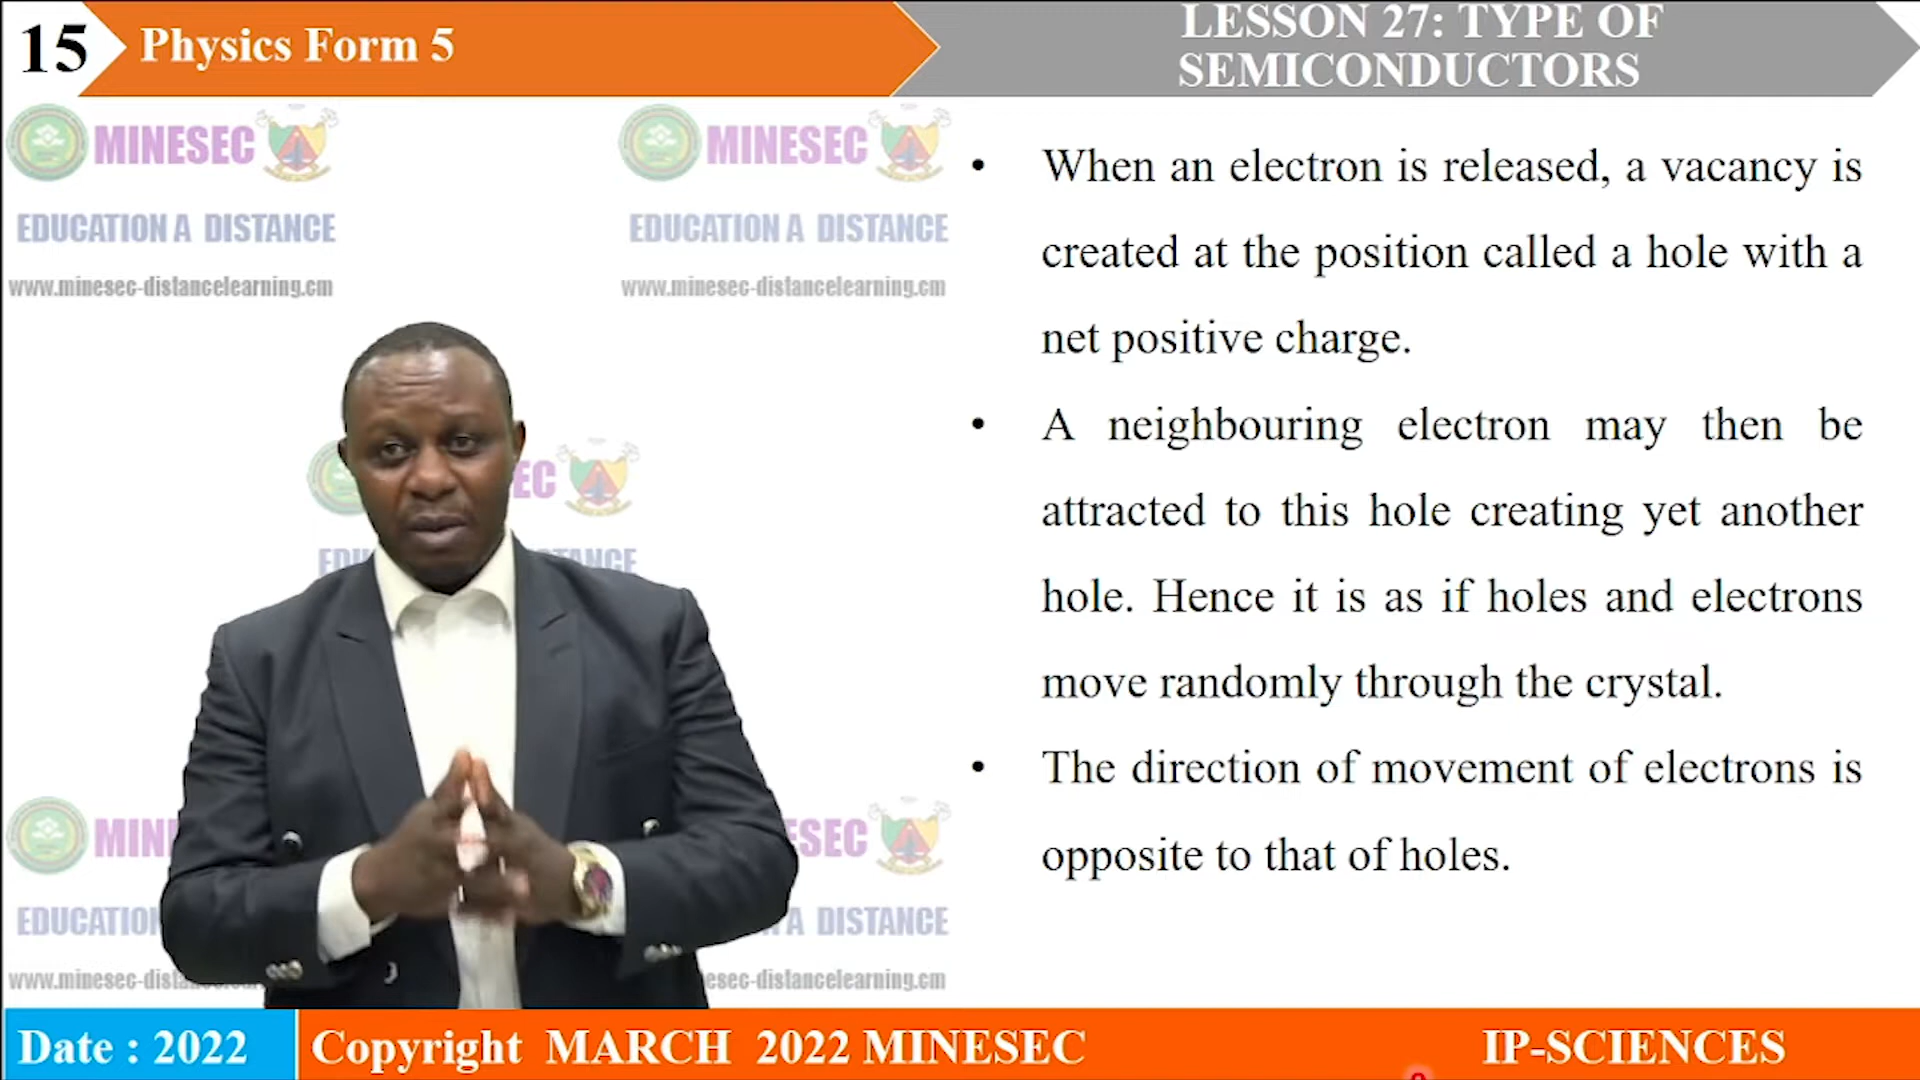 15
Physics Form 5
LESSON 27: TYPE OF
SEMICONDUCTORS
MINESEC
EDUCATION A DISTANCE
www.minesec-distancelearning.cm
MINESEC
EDUCATION A DISTANCE
www.minesec-distancelearning.cm
• When an electron is released, a vacancy is
created at the position called a hole with a
net positive charge.
• A neighbouring electron may then be
attracted to this hole creating yet another
hole. Hence it is as if holes and electrons
move randomly through the crystal.
• The direction of movement of electrons is
opposite to that of holes.
Date : 2022
Copyright MARCH 2022 MINESEC
IP-SCIENCES